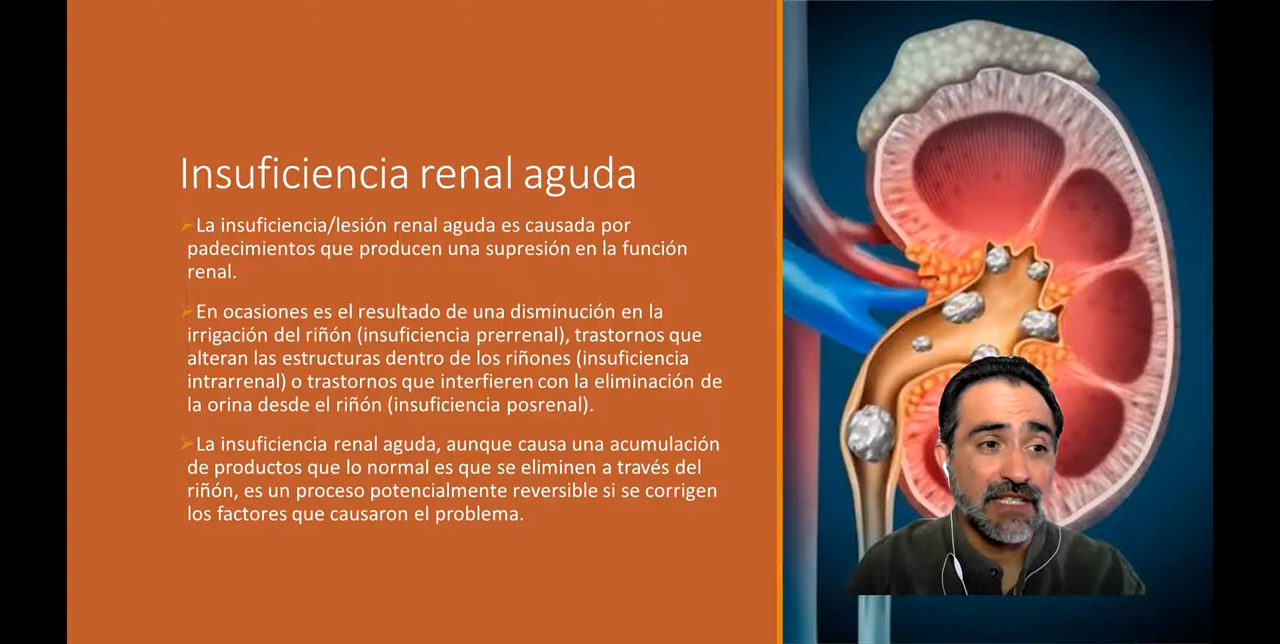 Insuficiencia renal aguda
La insuficiencia/lesión renal aguda es causada por
padecimientos que producen una supresión en la función
renal.
En ocasiones es el resultado de una disminución en la
irrigación del riñón (insuficiencia prerrenal), trastornos que
alteran las estructuras dentro de los riñones (insuficiencia
intrarrenal) o trastornos que interfieren con la eliminación de
la orina desde el riñón (insuficiencia posrenal).
La insuficiencia renal aguda, aunque causa una acumulación
de productos que lo normal es que se eliminen a través del
riñón, es un proceso potencialmente reversible si se corrigen
los factores que causaron el problema.